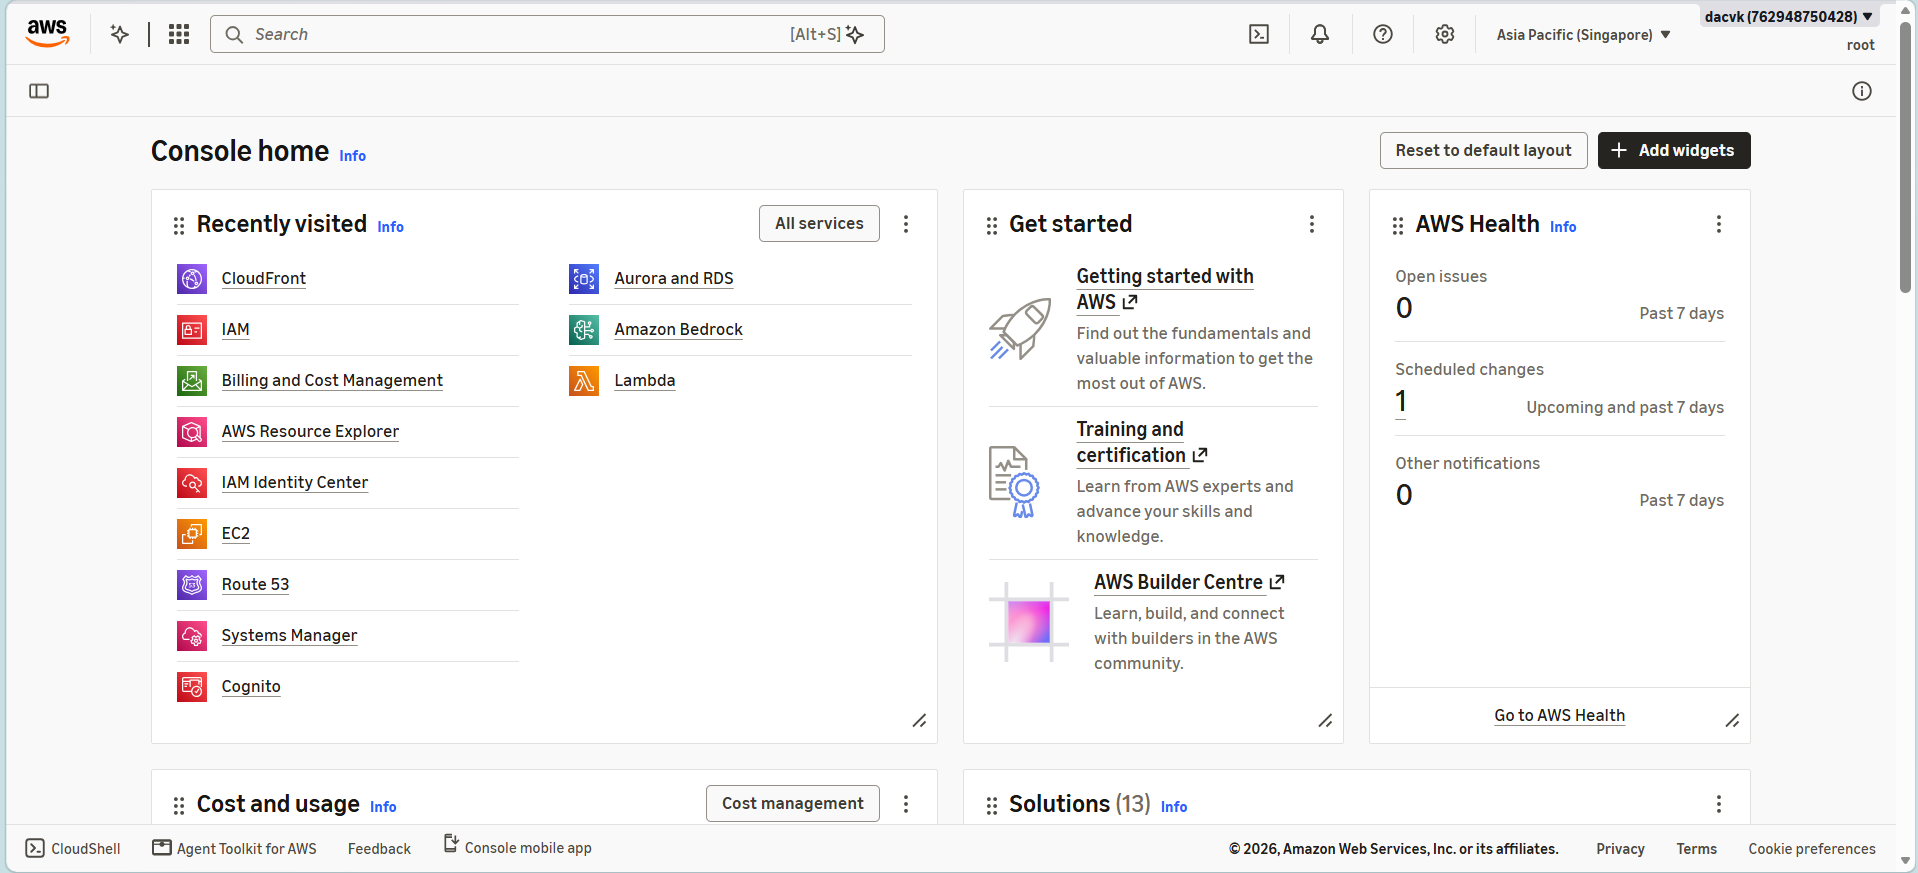 aws
Search
[Alt+S]
Asia Pacific (Singapore)
dacvk (762948750428)
root
Console home Info
Reset to default layout
Add widgets
Recently visited Info
All services
CloudFront
IAM
Billing and Cost Management
AWS Resource Explorer
IAM Identity Center
EC2
Route 53
Systems Manager
Cognito
Aurora and RDS
Amazon Bedrock
Lambda
Get started
Getting started with
AWS
Find out the fundamentals and
valuable information to get the
most out of AWS.
Training and
certification
Learn from AWS experts and
advance your skills and
knowledge.
AWS Builder Centre
Learn, build, and connect
with builders in the AWS
community.
AWS Health Info
Open issues
0
Past 7 days
Scheduled changes
1
Upcoming and past 7 days
Other notifications
0
Past 7 days
Go to AWS Health
Cost and usage Info
Cost management
Solutions (13) Info
CloudShell
Agent Toolkit for AWS
Feedback
Console mobile app
© 2026, Amazon Web Services, Inc. or its affiliates.
Privacy
Terms
Cookie preferences